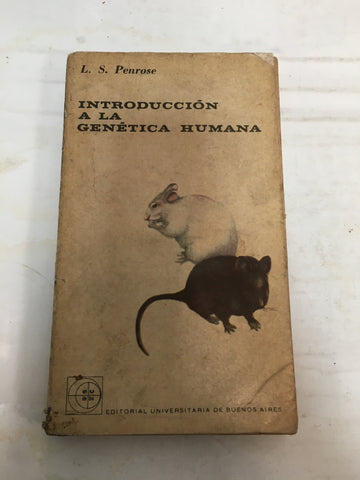 L. S. Penrose
INTRODUCCIÓN
A LA
GENÉTICA HUMANA
EDITORIAL UNIVERSITARIA DE BUENOS AIRES